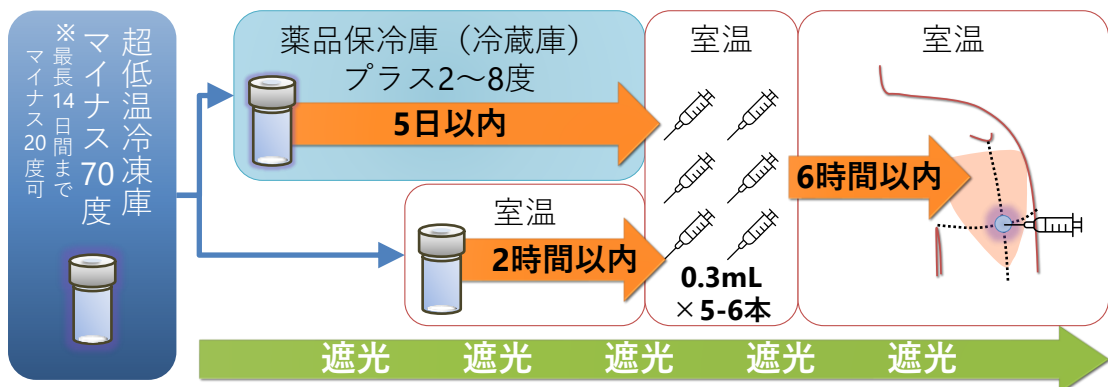 超低温冷凍庫
マイナス70度
※最長14日間まで
マイナス20度可
薬品保冷庫（冷蔵庫）
プラス2～8度
5日以内
室温
2時間以内
室温
0.3mL
×5-6本
室温
6時間以内
遮光 遮光 遮光 遮光 遮光